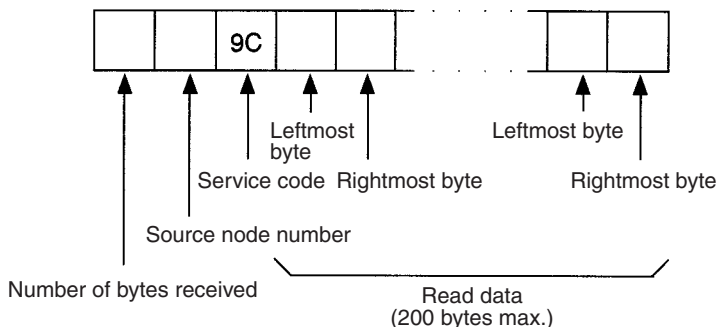 9C
Leftmost
byte
Leftmost byte
Service code Rightmost byte
Rightmost byte
Source node number
Number of bytes received
Read data
(200 bytes max.)